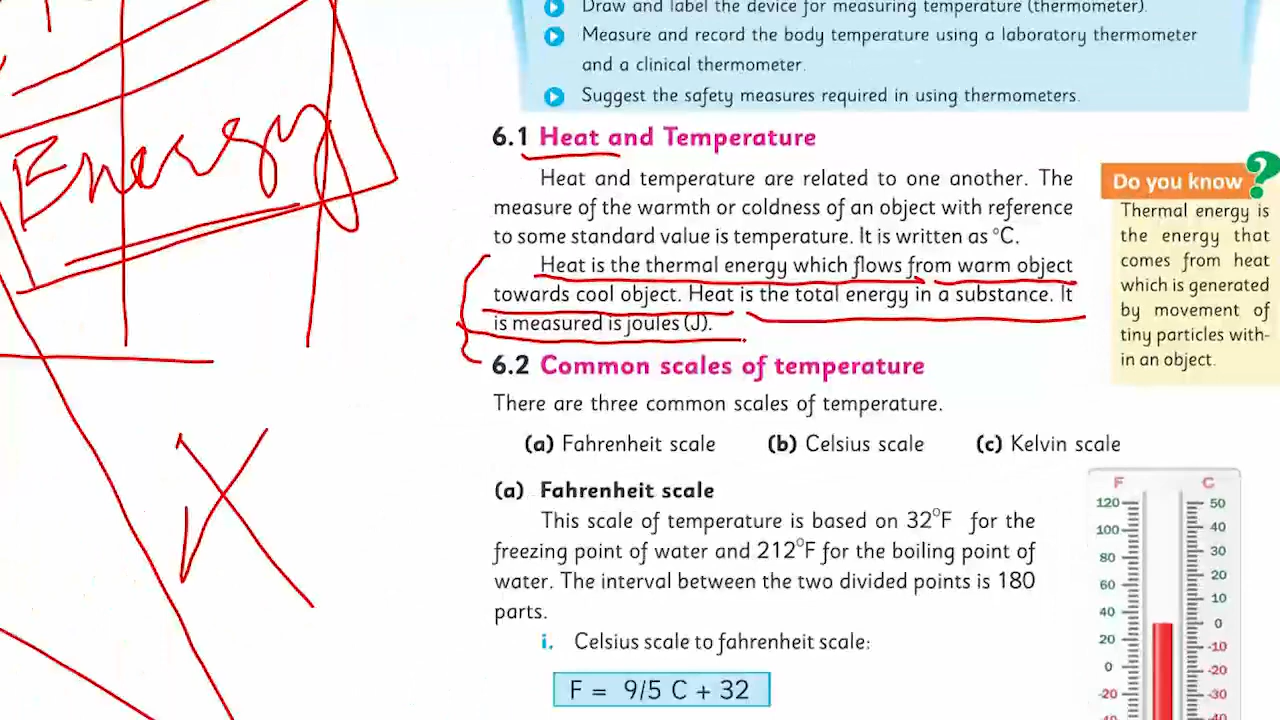 Draw and label the device for measuring temperature (thermometer).
Measure and record the body temperature using a laboratory thermometer
and a clinical thermometer.
Suggest the safety measures required in using thermometers.
Energy
6.1 Heat and Temperature
Heat and temperature are related to one another. The
measure of the warmth or coldness of an object with reference
to some standard value is temperature. It is written as °C.
Heat is the thermal energy which flows from warm object
towards cool object. Heat is the total energy in a substance. It
is measured is joules (J).
Do you know ?
Thermal energy is
the energy that
comes from heat
which is generated
by movement of
tiny particles with-
in an object.
6.2 Common scales of temperature
There are three common scales of temperature.
(a) Fahrenheit scale (b) Celsius scale (c) Kelvin scale
(a) Fahrenheit scale
This scale of temperature is based on 32°F for the
freezing point of water and 212°F for the boiling point of
water. The interval between the two divided points is 180
parts.
i. Celsius scale to fahrenheit scale:
F = 9/5 C + 32
F C
120 50
100 40
80 30
60 20
40 10
20 0
0 -10
-20 -20
-30
-40